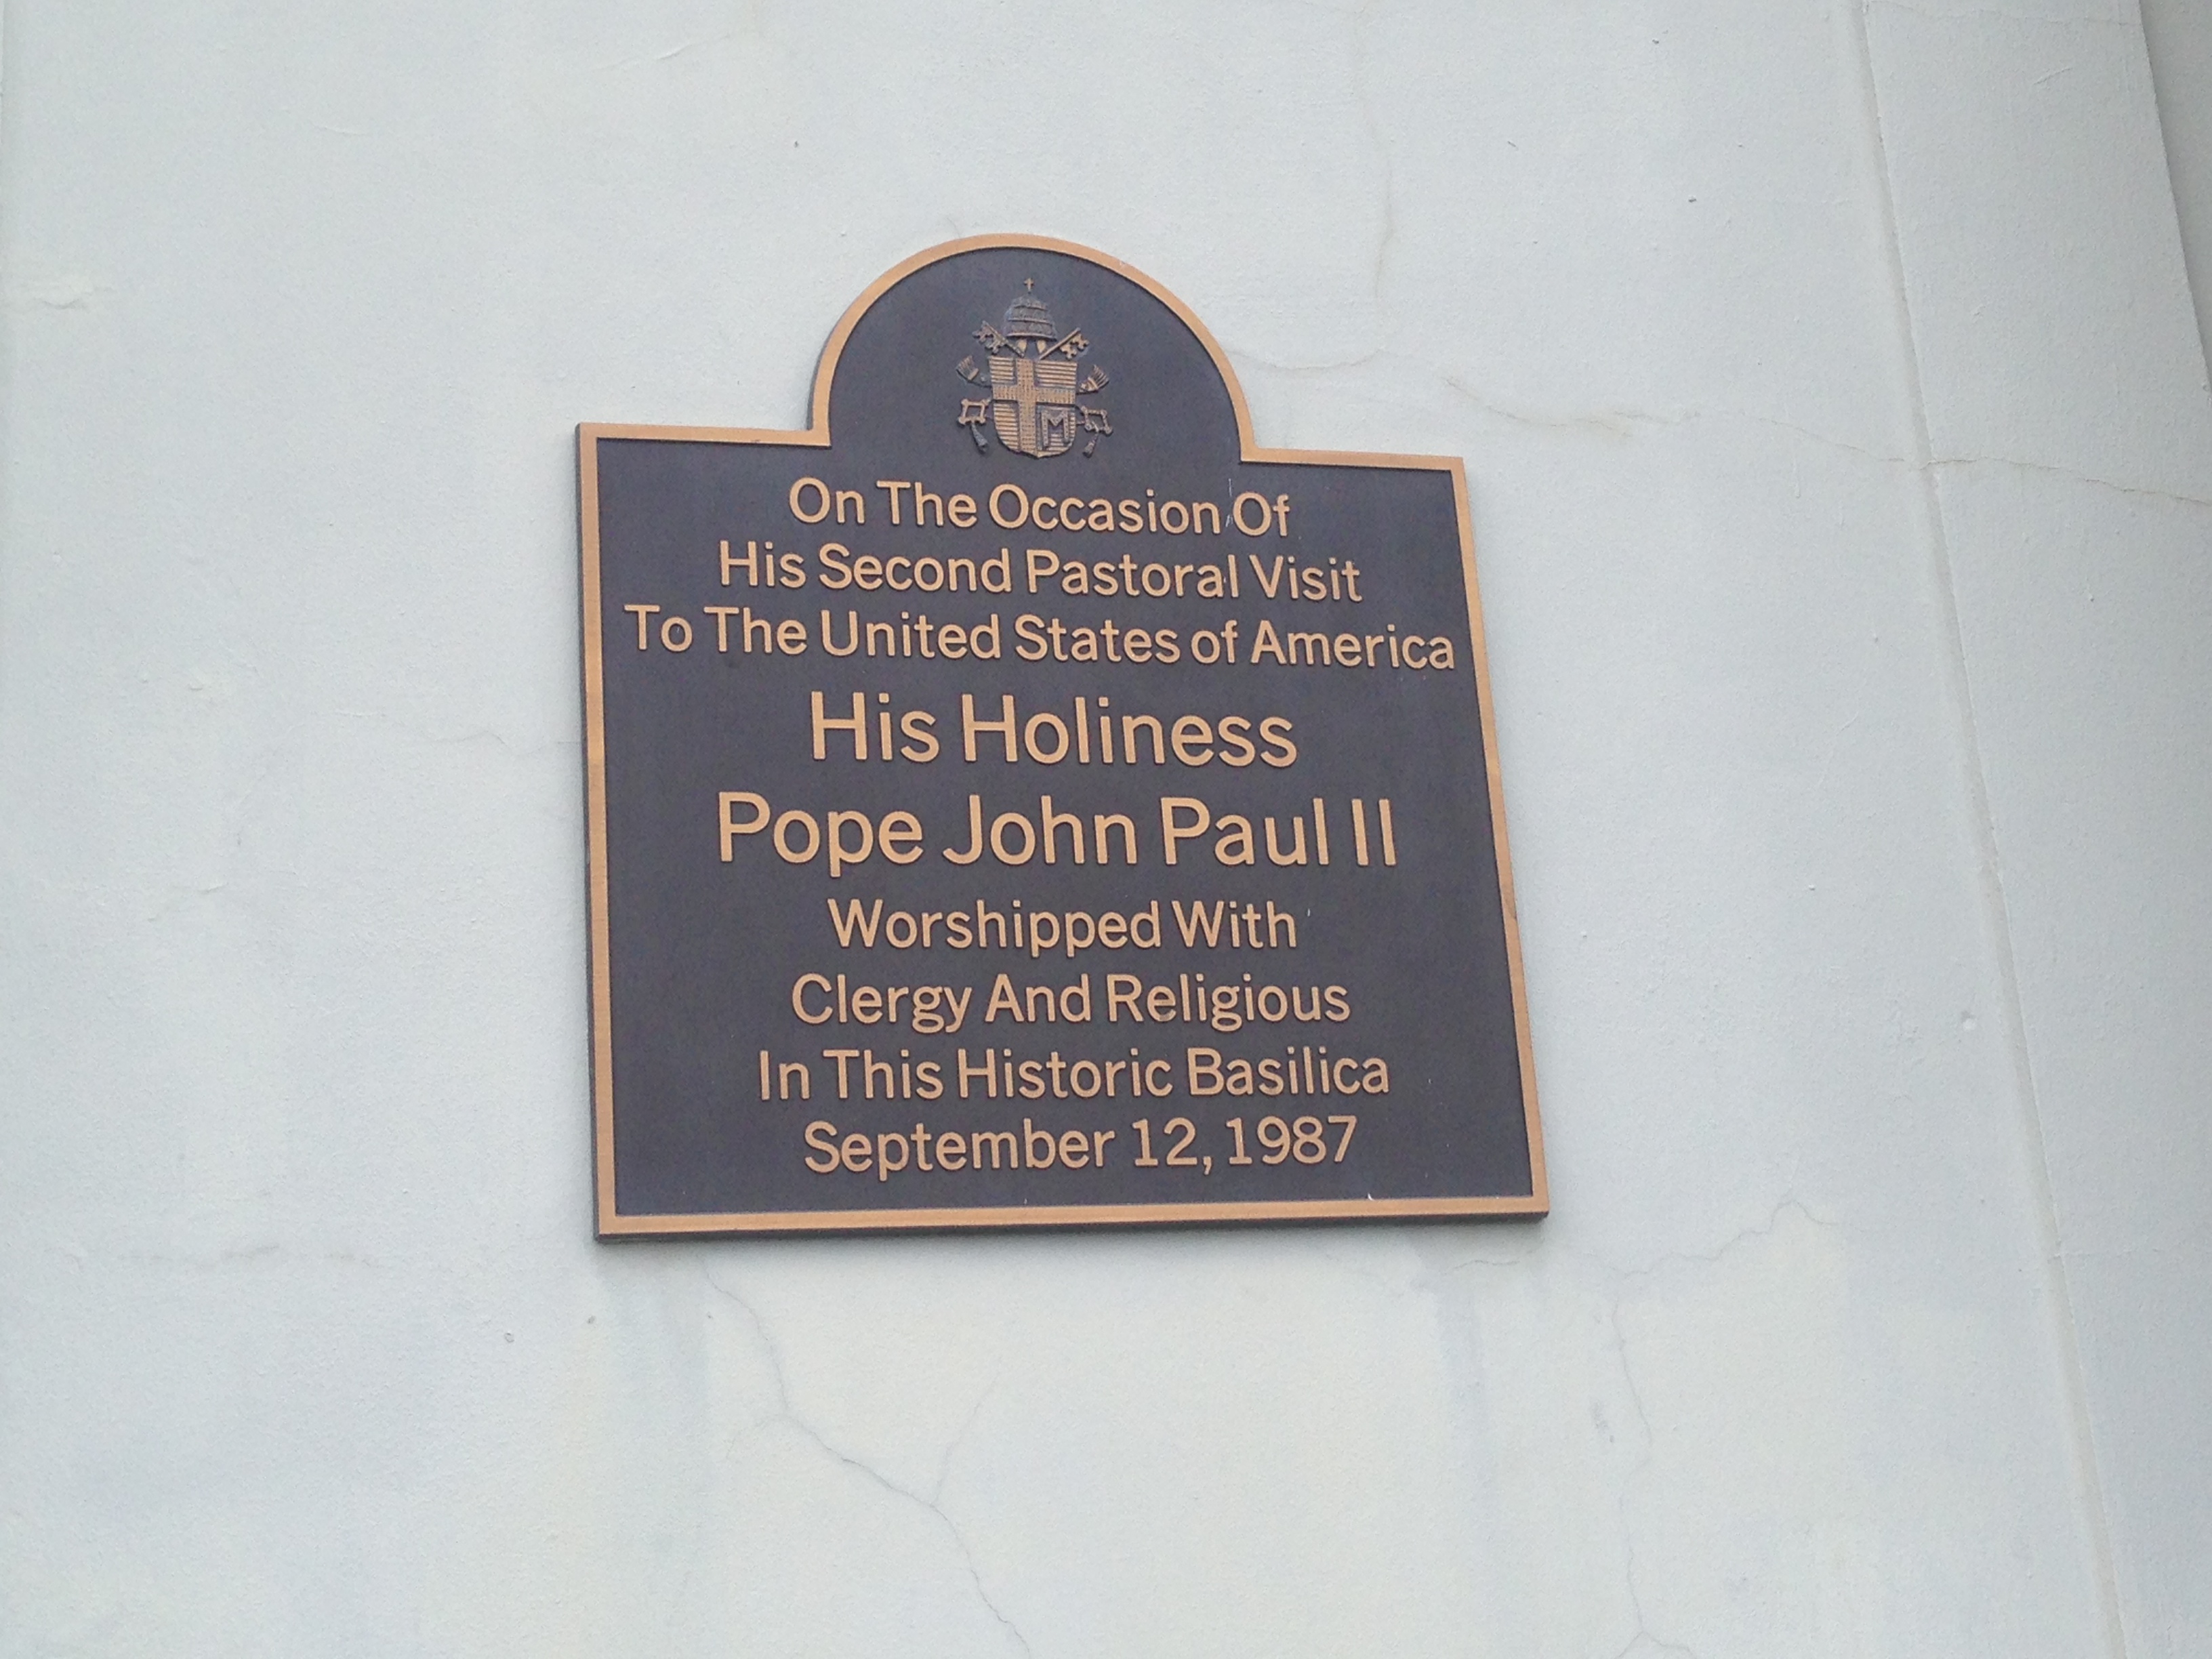 On The Occasion Of
His Second Pastoral Visit
To The United States of America
His Holiness
Pope John Paul II
Worshipped With
Clergy And Religious
In This Historic Basilica
September 12, 1987
M